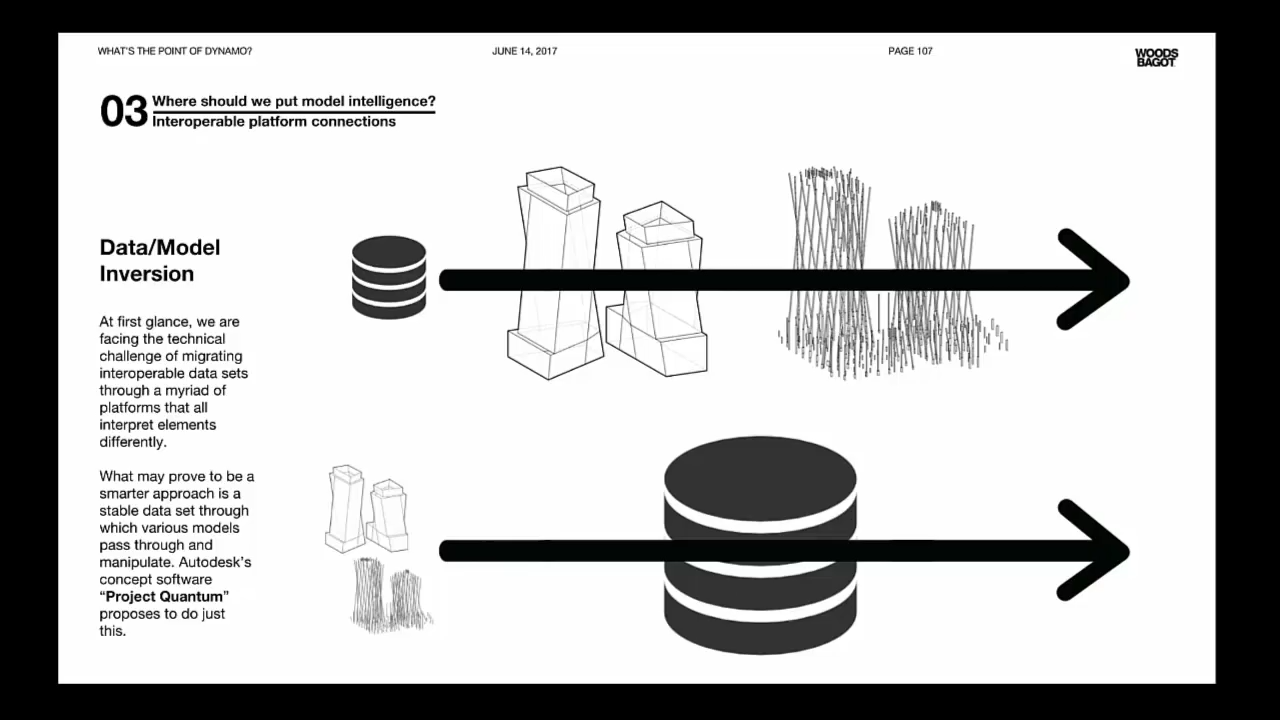 WHAT'S THE POINT OF DYNAMO?
JUNE 14, 2017
PAGE 107
WOODS
BAGOT
03
Where should we put model intelligence?
Interoperable platform connections
Data/Model
Inversion
At first glance, we are
facing the technical
challenge of migrating
interoperable data sets
through a myriad of
platforms that all
interpret elements
differently.
What may prove to be a
smarter approach is a
stable data set through
which various models
pass through and
manipulate. Autodesk's
concept software
“Project Quantum”
proposes to do just
this.